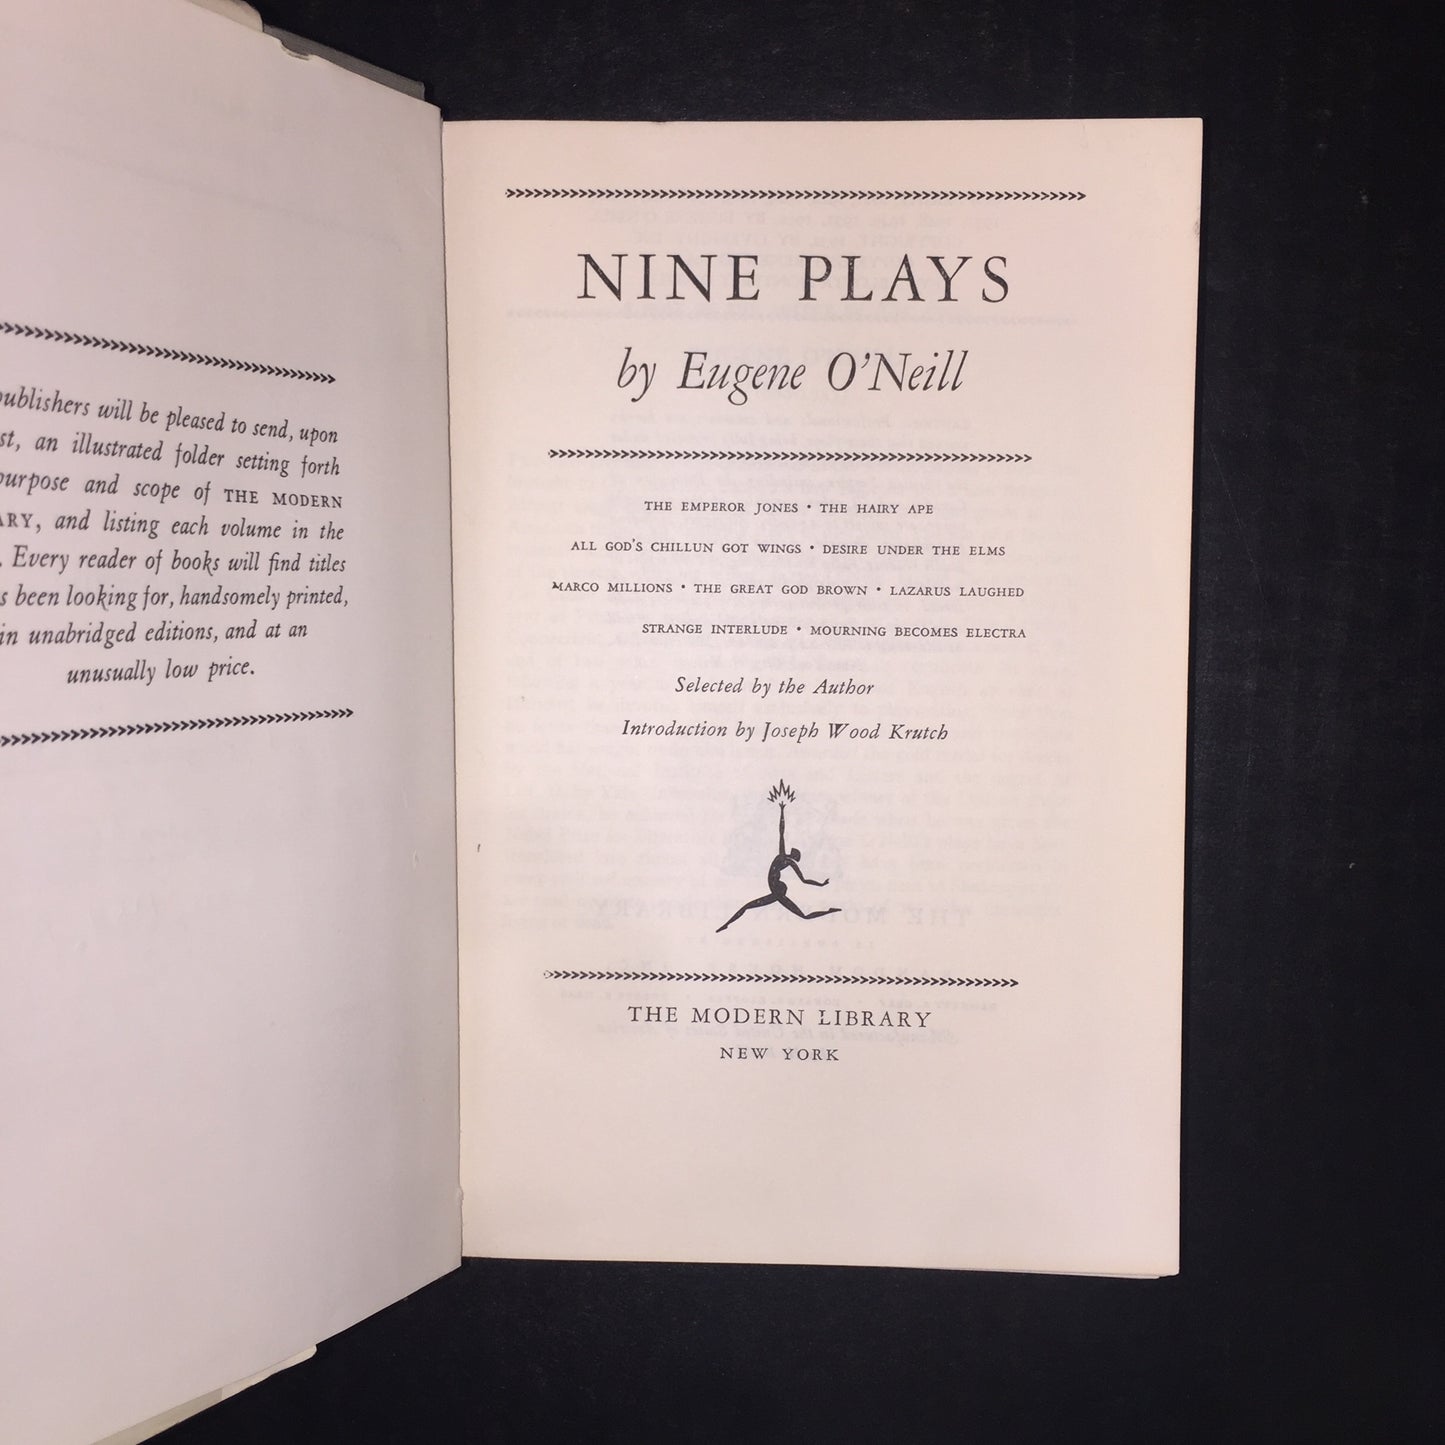 publishers will be pleased to send, upon
an illustrated folder setting forth
purpose and scope of THE MODERN
and listing each volume in the
Every reader of books will find titles
been looking for, handsomely printed,
in unabridged editions, and at an
unusually low price.
NINE PLAYS
by Eugene O'Neill
THE EMPEROR JONES • THE HAIRY APE
ALL GOD'S CHILLUN GOT WINGS • DESIRE UNDER THE ELMS
MARCO MILLIONS • THE GREAT GOD BROWN • LAZARUS LAUGHED
STRANGE INTERLUDE • MOURNING BECOMES ELECTRA
Selected by the Author
Introduction by Joseph Wood Krutch
THE MODERN LIBRARY
NEW YORK